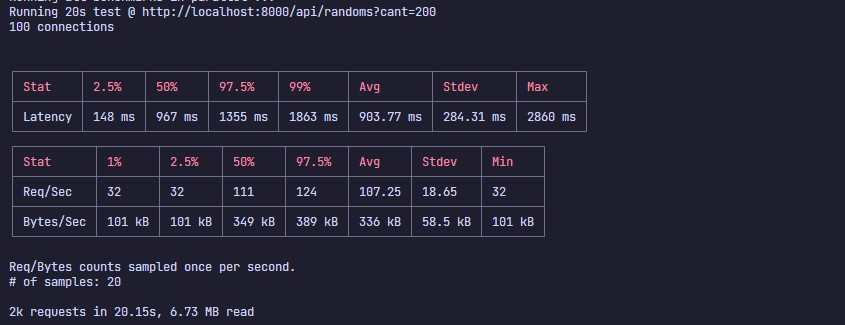 Running 20s test @ http://localhost:8000/api/randoms?cant=200
100 connections
Stat 2.5% 50% 97.5% 99% Avg Stdev Max
Latency 148 ms 967 ms 1355 ms 1863 ms 903.77 ms 284.31 ms 2860 ms
Stat 1% 2.5% 50% 97.5% Avg Stdev Min
Req/Sec 32 32 111 124 107.25 18.65 32
Bytes/Sec 101 kB 101 kB 349 kB 389 kB 336 kB 58.5 kB 101 kB
Req/Bytes counts sampled once per second.
# of samples: 20
2k requests in 20.15s, 6.73 MB read